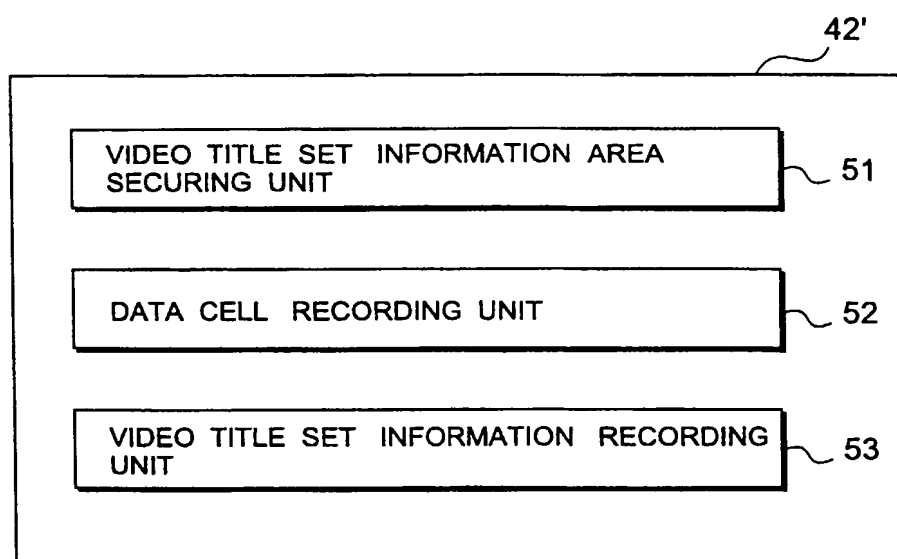 42'
VIDEO TITLE SET INFORMATION AREA
SECURING UNIT
51
DATA CELL RECORDING UNIT
52
VIDEO TITLE SET INFORMATION RECORDING
UNIT
53